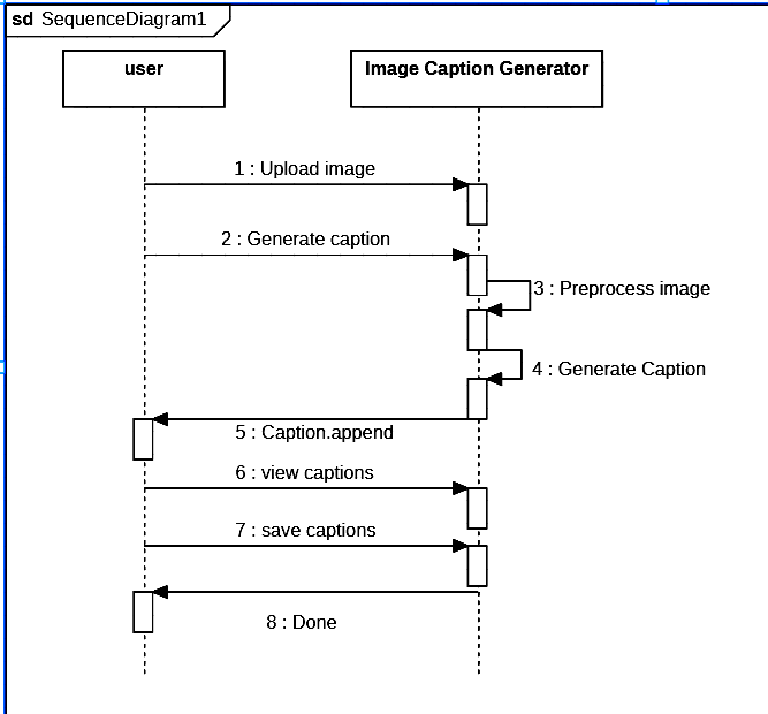 sd SequenceDiagram1
user
Image Caption Generator
1 : Upload image
2 : Generate caption
3 : Preprocess image
4 : Generate Caption
5 : Caption.append
6 : view captions
7 : save captions
8 : Done